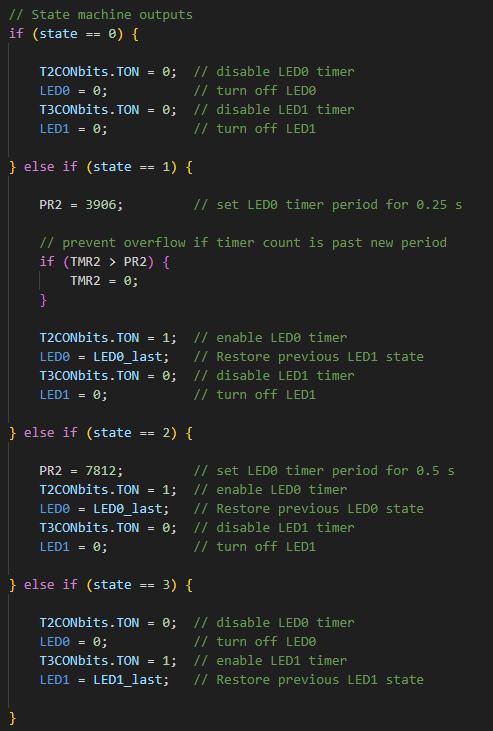 // State machine outputs
if (state == 0) {
    T2CONbits.TON = 0;  // disable LED0 timer
    LED0 = 0;           // turn off LED0
    T3CONbits.TON = 0;  // disable LED1 timer
    LED1 = 0;           // turn off LED1
} else if (state == 1) {
    PR2 = 3906;         // set LED0 timer period for 0.25 s
    // prevent overflow if timer count is past new period
    if (TMR2 > PR2) {
        TMR2 = 0;
    }
    T2CONbits.TON = 1;  // enable LED0 timer
    LED0 = LED0_last;   // Restore previous LED1 state
    T3CONbits.TON = 0;  // disable LED1 timer
    LED1 = 0;           // turn off LED1
} else if (state == 2) {
    PR2 = 7812;         // set LED0 timer period for 0.5 s
    T2CONbits.TON = 1;  // enable LED0 timer
    LED0 = LED0_last;   // Restore previous LED0 state
    T3CONbits.TON = 0;  // disable LED1 timer
    LED1 = 0;           // turn off LED1
} else if (state == 3) {
    T2CONbits.TON = 0;  // disable LED0 timer
    LED0 = 0;           // turn off LED0
    T3CONbits.TON = 1;  // enable LED1 timer
    LED1 = LED1_last;   // Restore previous LED1 state
}